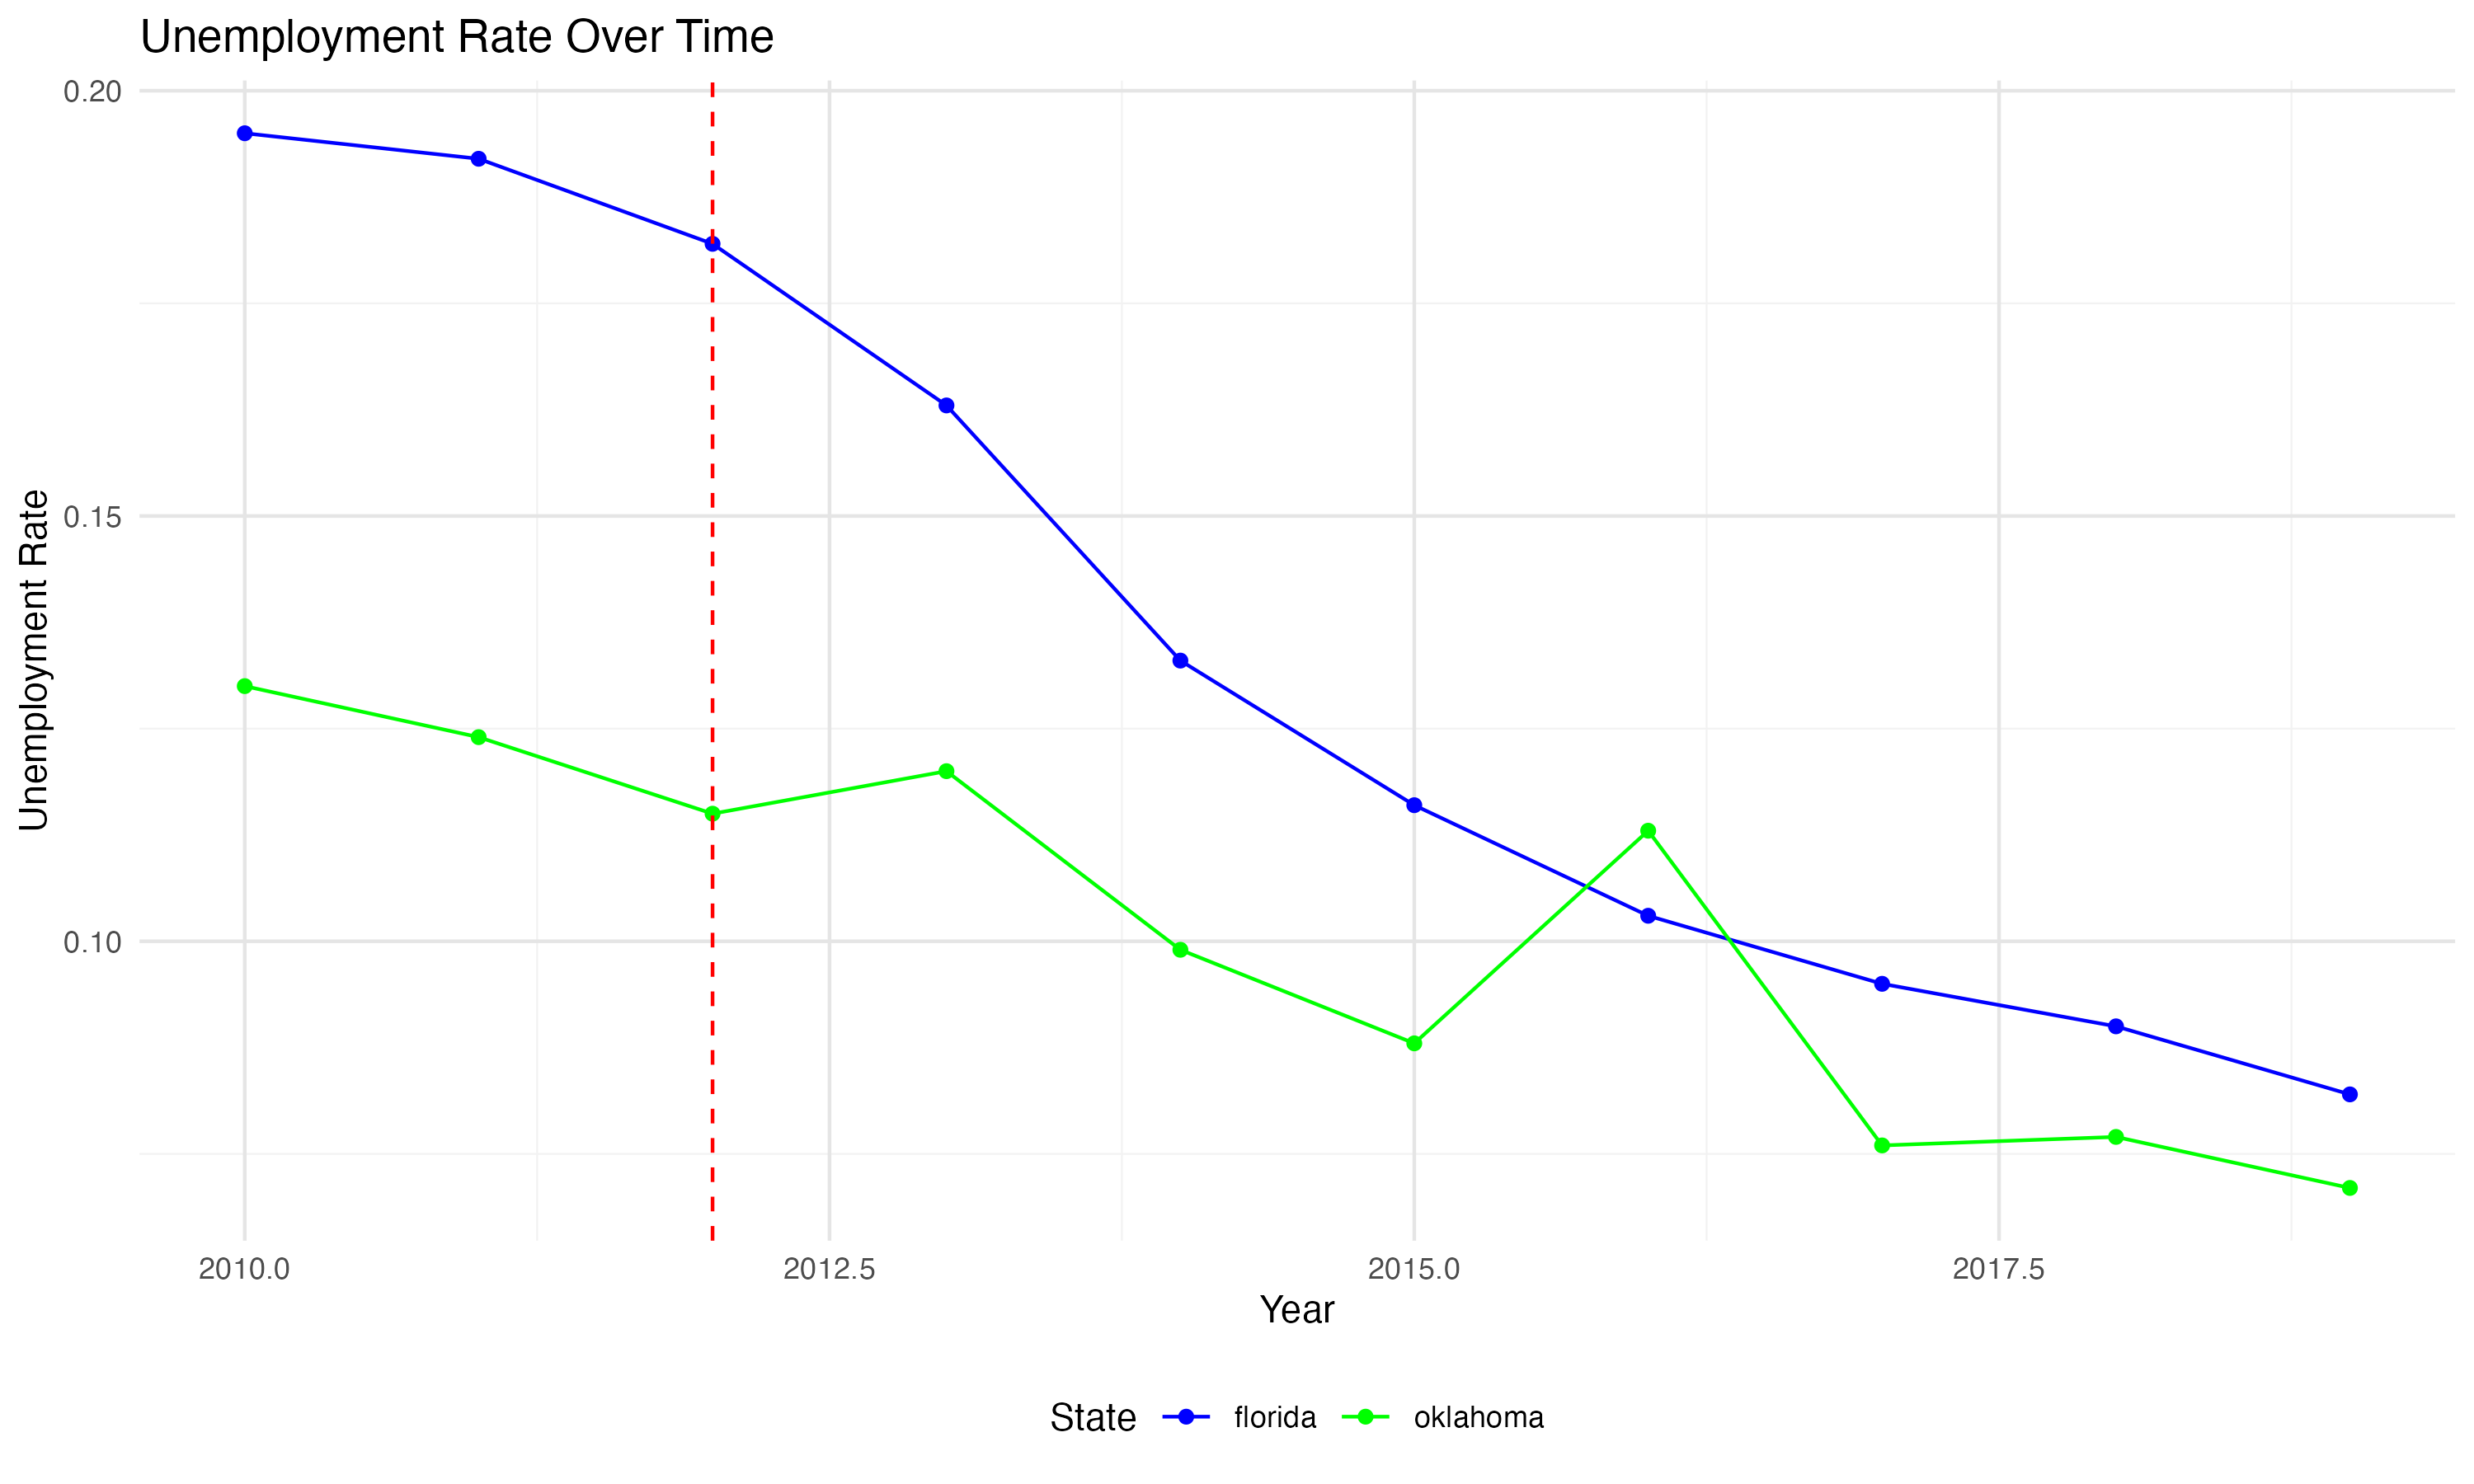 Unemployment Rate Over Time
0.20
0.15
0.10
Unemployment Rate
2010.0 2012.5 2015.0 2017.5
Year
State florida oklahoma